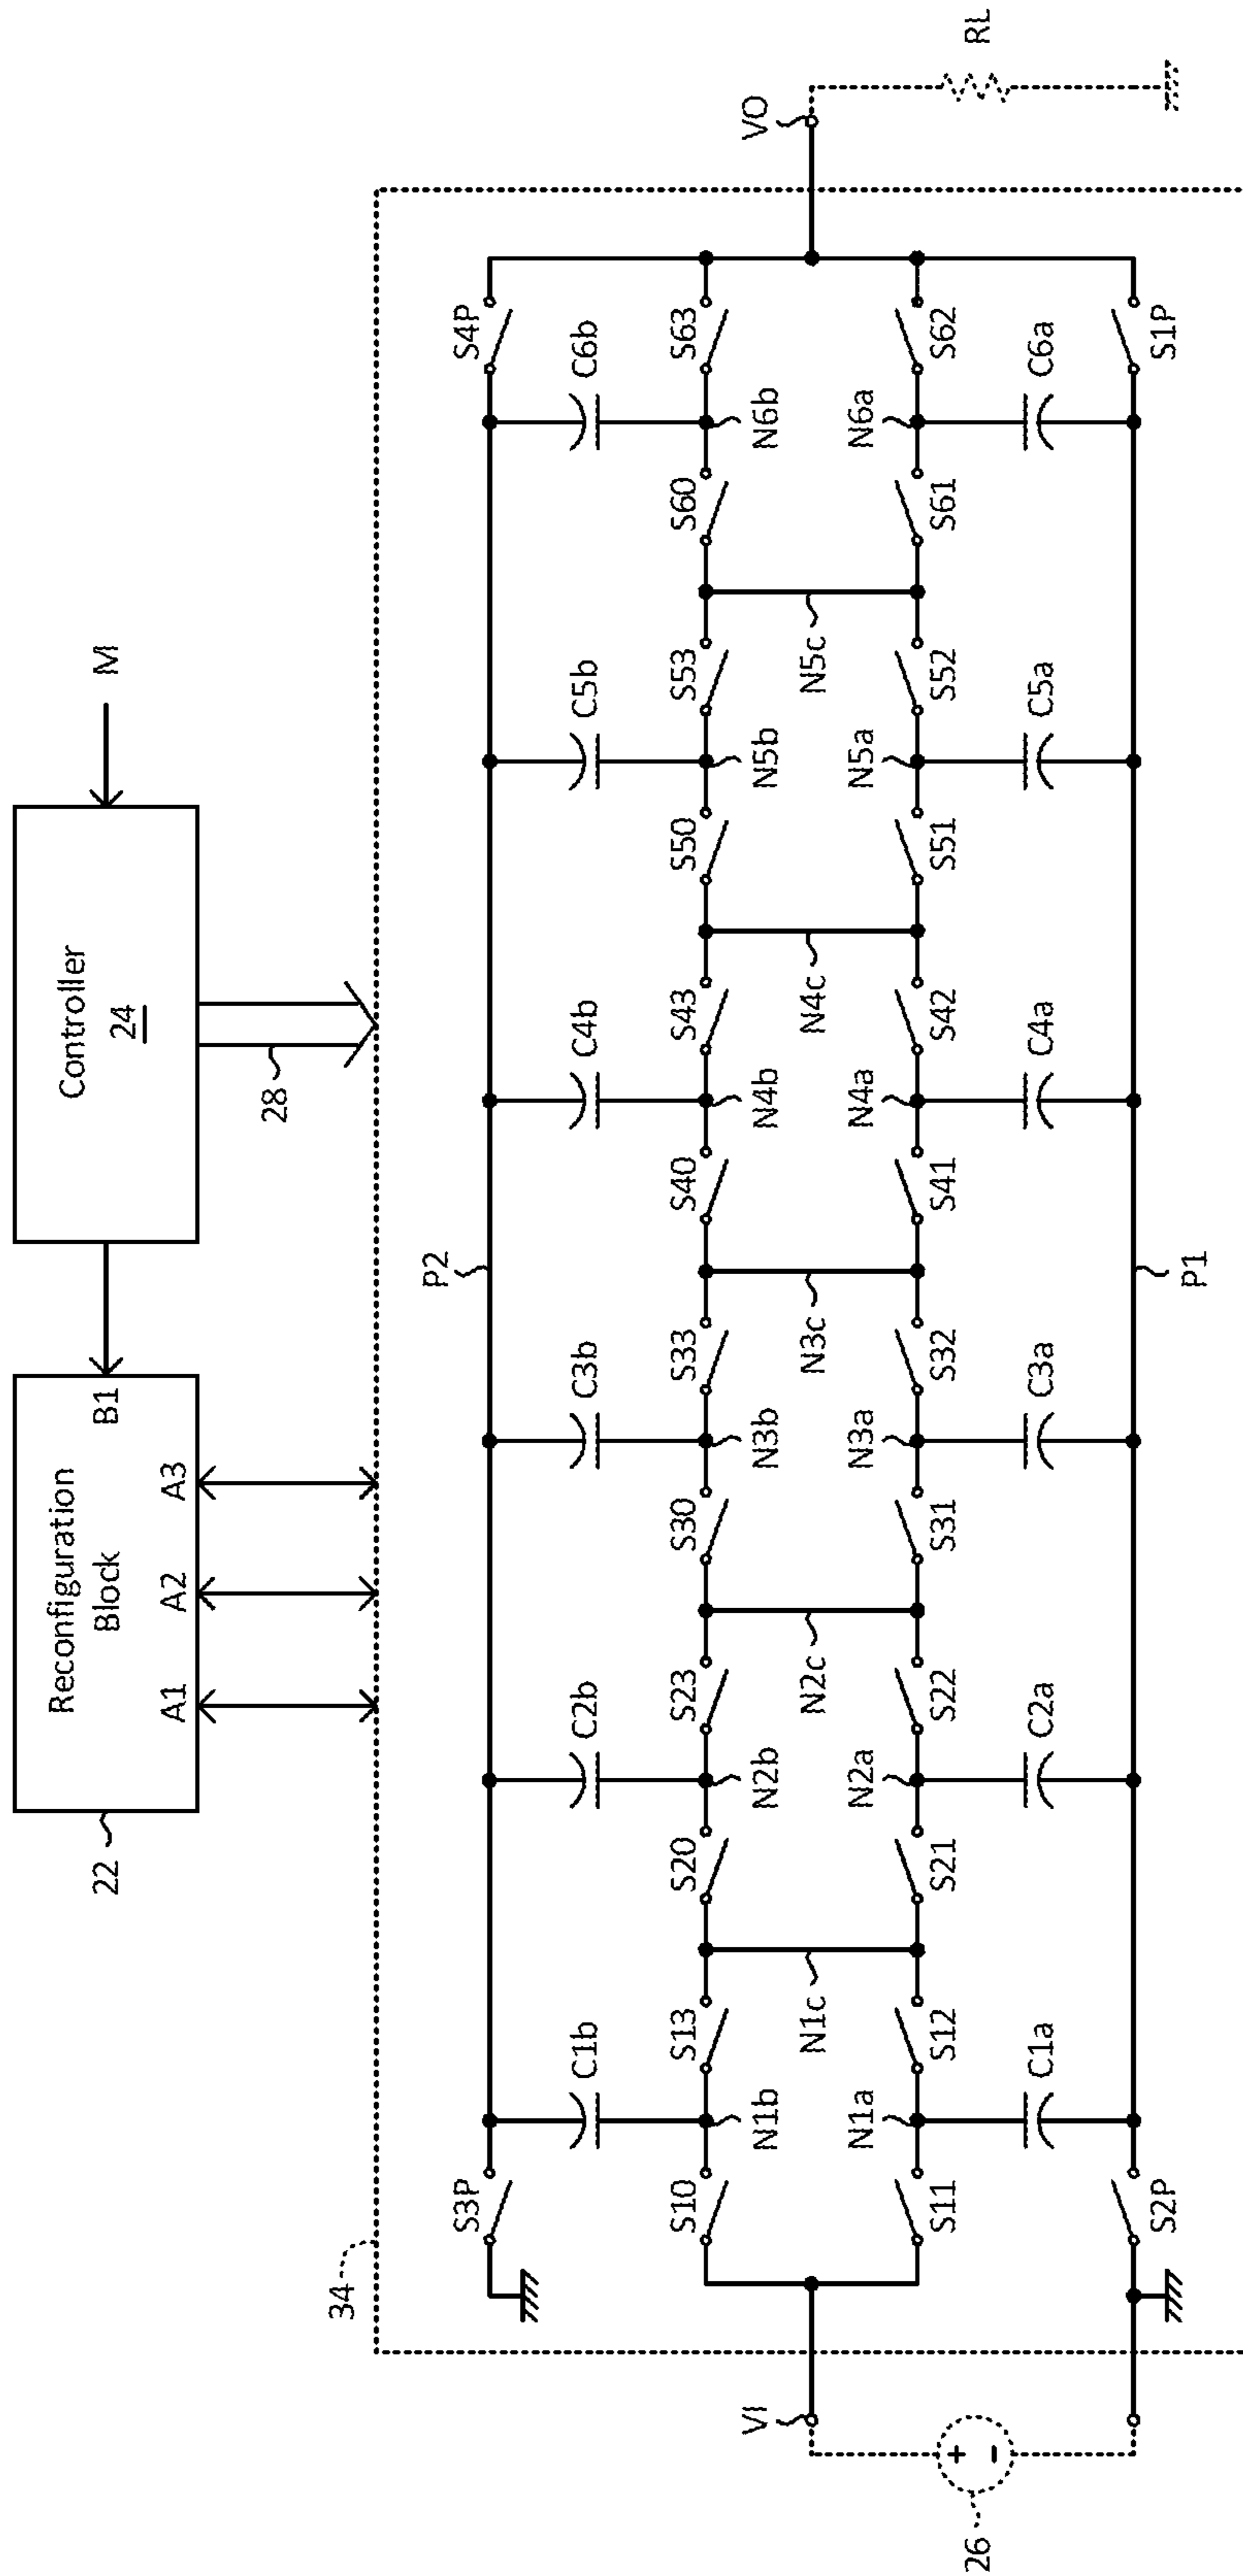 22
Reconfiguration
Block
A1 A2 A3
B1
Controller
24
M
28
34
P2
S3P
S4P
C1b C2b C3b C4b C5b C6b
S10 S13 S20 S23 S30 S33 S40 S43 S50 S53 S60 S63
N1b N2b N3b N4b N5b N6b
VI
N1c N2c N3c N4c N5c
VO
26
N1a N2a N3a N4a N5a N6a
S11 S12 S21 S22 S31 S32 S41 S42 S51 S52 S61 S62
RL
C1a C2a C3a C4a C5a C6a
S2P
S1P
P1